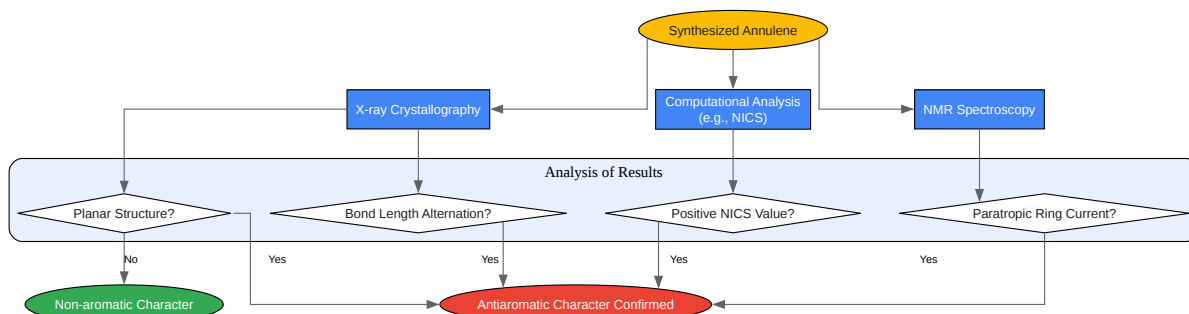 Synthesized Annulene
X-ray Crystallography
Computational Analysis
(e.g., NICS)
NMR Spectroscopy
Analysis of Results
Planar Structure?
Bond Length Alternation?
Positive NICS Value?
Paratropic Ring Current?
No
Yes
Yes
Yes
Yes
Non-aromatic Character
Antiaromatic Character Confirmed